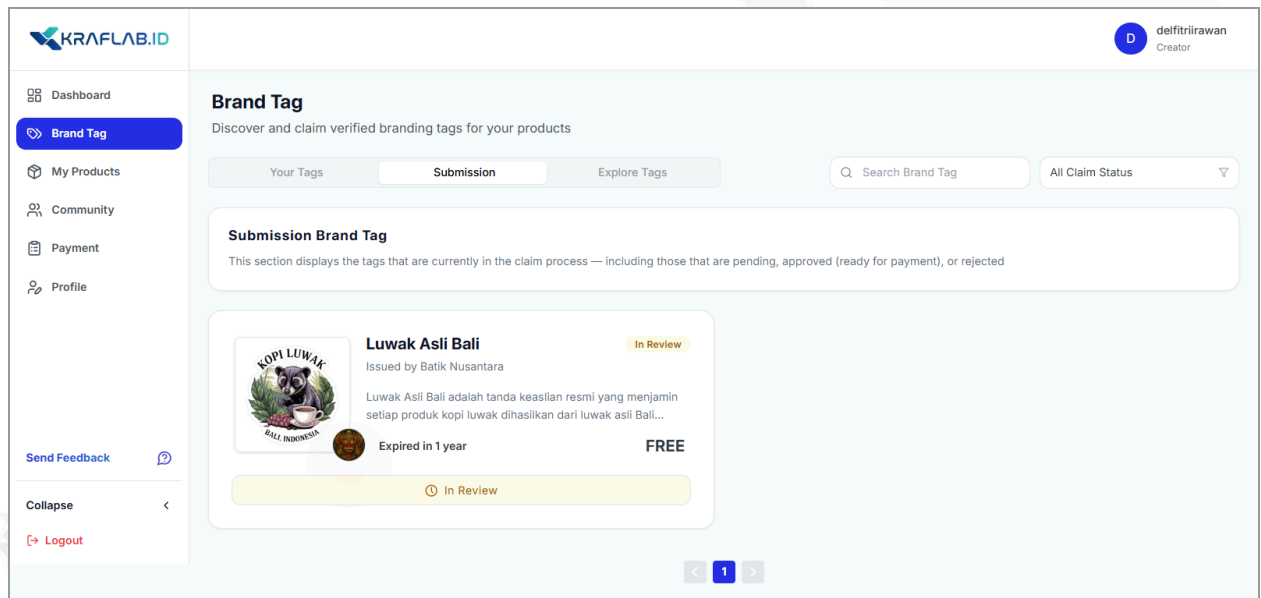 KRAFLAB.ID
D
delfitriirawan
Creator
Dashboard
Brand Tag
My Products
Community
Payment
Profile
Send Feedback
Collapse
Logout
Brand Tag
Discover and claim verified branding tags for your products
Your Tags
Submission
Explore Tags
Search Brand Tag
All Claim Status
Submission Brand Tag
This section displays the tags that are currently in the claim process — including those that are pending, approved (ready for payment), or rejected
KOPI LUWAK
BALI, INDONESIA
Luwak Asli Bali
In Review
Issued by Batik Nusantara
Luwak Asli Bali adalah tanda keaslian resmi yang menjamin
setiap produk kopi luwak dihasilkan dari luwak asli Bali...
Expired in 1 year
FREE
In Review
1